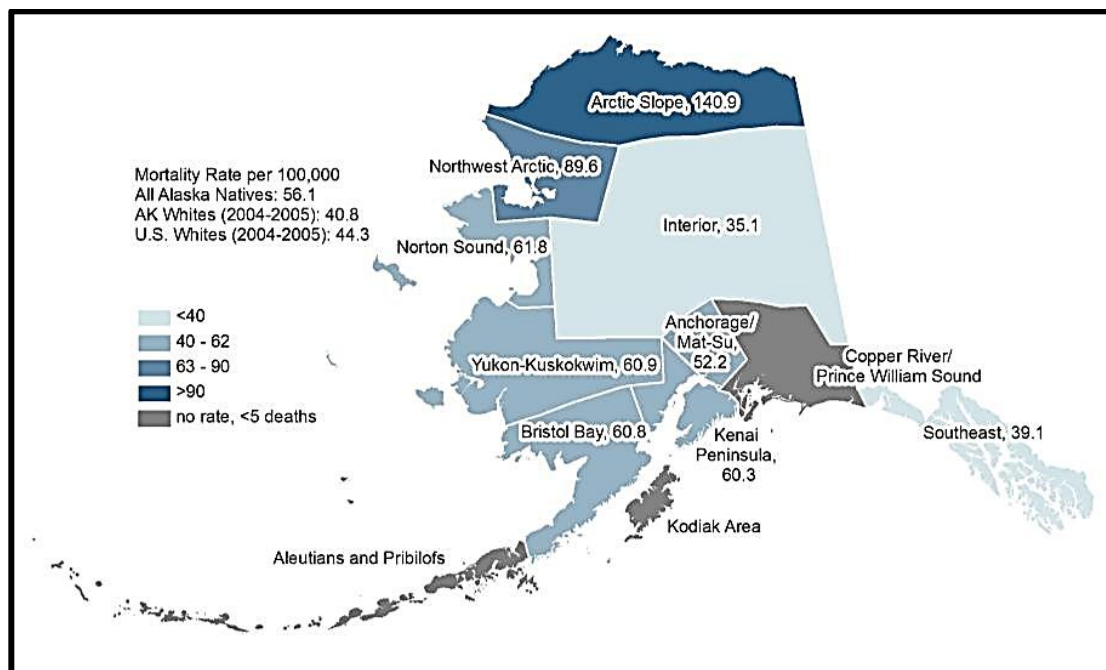 Arctic Slope, 140.9
Northwest Arctic, 89.6
Mortality Rate per 100,000
All Alaska Natives: 56.1
AK Whites (2004-2005): 40.8
U.S. Whites (2004-2005): 44.3
Interior, 35.1
Norton Sound, 61.8
<40
40 - 62
63 - 90
>90
no rate, <5 deaths
Anchorage/
Mat-Su,
52.2
Yukon-Kuskokwim, 60.9
Copper River/
Prince William Sound
Bristol Bay, 60.8
Kenai
Peninsula,
60.3
Southeast, 39.1
Kodiak Area
Aleutians and Pribilofs